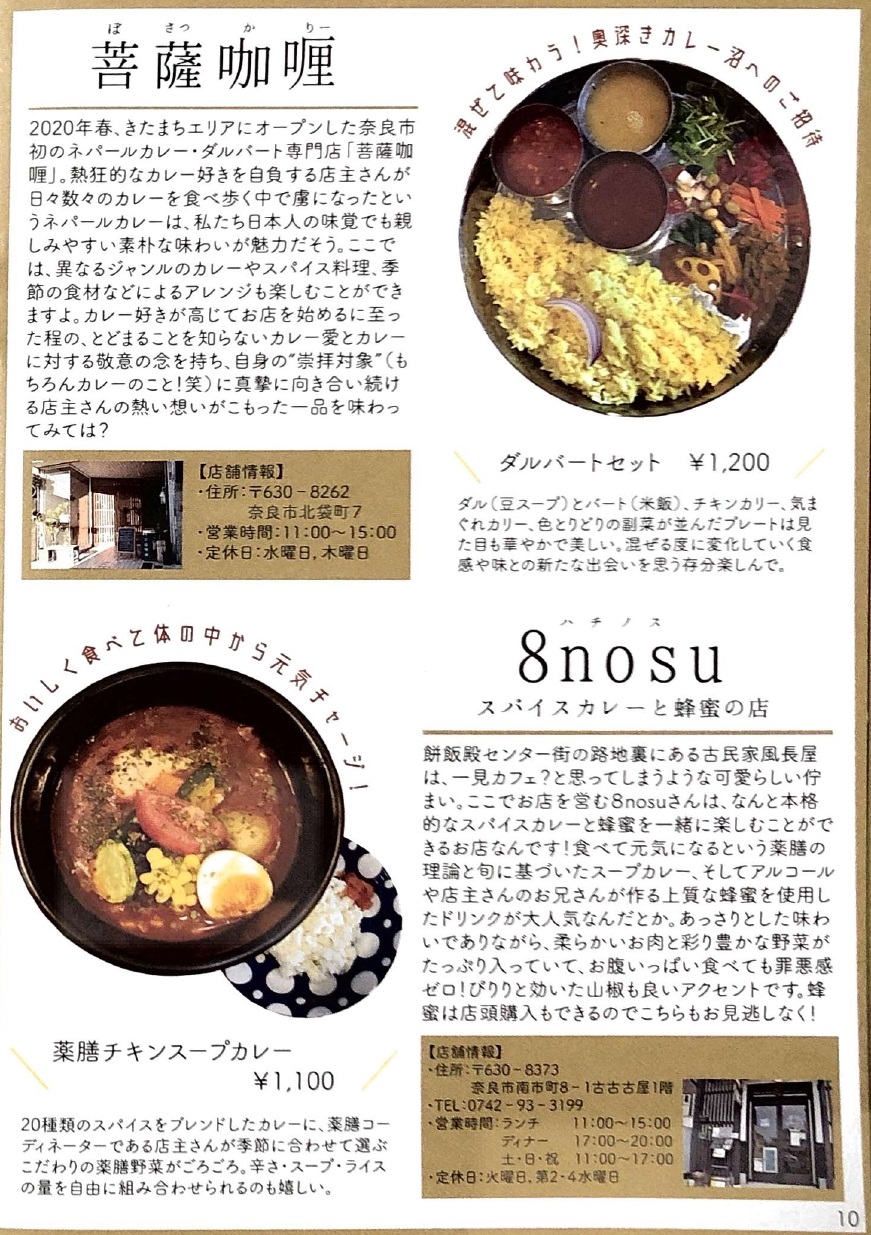 ぼさつかりー
菩薩咖喱
2020年春、きたまちエリアにオープンした奈良市
初のネパールカレー・ダルバート専門店「菩薩咖
喱」。熱狂的なカレー好きを自負する店主さんが
日々数々のカレーを食べ歩く中で虜になったとい
うネパールカレーは、私たち日本人の味覚でも親
しみやすい素朴な味わいが魅力だそう。ここで
は、異なるジャンルのカレーやスパイス料理、季
節の食材などによるアレンジも楽しむことができ
ますよ。カレー好きが高じてお店を始めるに至っ
た程の、とどまることを知らないカレー愛とカレー
に対する敬意の念を持ち、自身の“崇拝対象”(も
ちろんカレーのこと!笑)に真摯に向き合い続け
る店主さんの熱い想いがこもった一品を味わっ
てみては?
【店舗情報】
・住所:〒630-8262
奈良市北袋町7
・営業時間:11:00〜15:00
・定休日:水曜日,木曜日
混ぜて味わう!奥深きカレー沼へのご招待
ダルバートセット ¥1,200
ダル(豆スープ)とバート(米飯)、チキンカリー、気ま
ぐれカリー、色とりどりの副菜が並んだプレートは見
た目も華やかで美しい。混ぜる度に変化していく食
感や味との新たな出会いを思う存分楽しんで。
おいしく食べて体の中から元気チャージ!
薬膳チキンスープカレー
¥1,100
20種類のスパイスをブレンドしたカレーに、薬膳コー
ディネーターである店主さんが季節に合わせて選ぶ
こだわりの薬膳野菜がごろごろ。辛さ・スープ・ライス
の量を自由に組み合わせられるのも嬉しい。
ハチノス
8nosu
スパイスカレーと蜂蜜の店
餅飯殿センター街の路地裏にある古民家風長屋
は、一見カフェ?と思ってしまうような可愛らしい佇
まい。ここでお店を営む8nosuさんは、なんと本格
的なスパイスカレーと蜂蜜を一緒に楽しむことがで
きるお店なんです!食べて元気になるという薬膳の
理論と旬に基づいたスープカレー、そしてアルコール
や店主さんのお兄さんが作る上質な蜂蜜を使用し
たドリンクが大人気なんだとか。あっさりとした味わ
いでありながら、柔らかいお肉と彩り豊かな野菜が
たっぷり入っていて、お腹いっぱい食べても罪悪感
ゼロ!ぴりりと効いた山椒も良いアクセントです。蜂
蜜は店頭購入もできるのでこちらもお見逃しなく!
【店舗情報】
・住所:〒630-8373
奈良市南市町8-1古古古屋1階
・TEL:0742-93-3199
・営業時間:ランチ 11:00〜15:00
ディナー 17:00〜20:00
土・日・祝 11:00〜17:00
・定休日:火曜日,第2・4水曜日
10